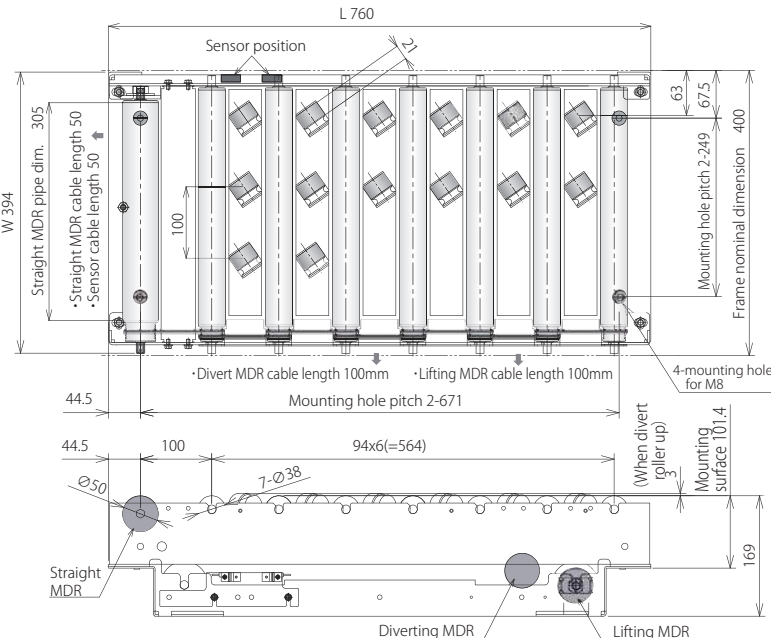 L 760
Sensor position
21
63
67.5
W 394
Straight MDR pipe dim. 305
・Straight MDR cable length 50
・Sensor cable length 50
100
Mounting hole pitch 2-249
Frame nominal dimension 400
・Divert MDR cable length 100mm
・Lifting MDR cable length 100mm
4-mounting hole
for M8
44.5
Mounting hole pitch 2-671
44.5
100
94x6(=564)
(When divert
roller up)
3
Mounting
surface 101.4
Ø50
7-Ø38
169
Straight
MDR
Diverting MDR
Lifting MDR